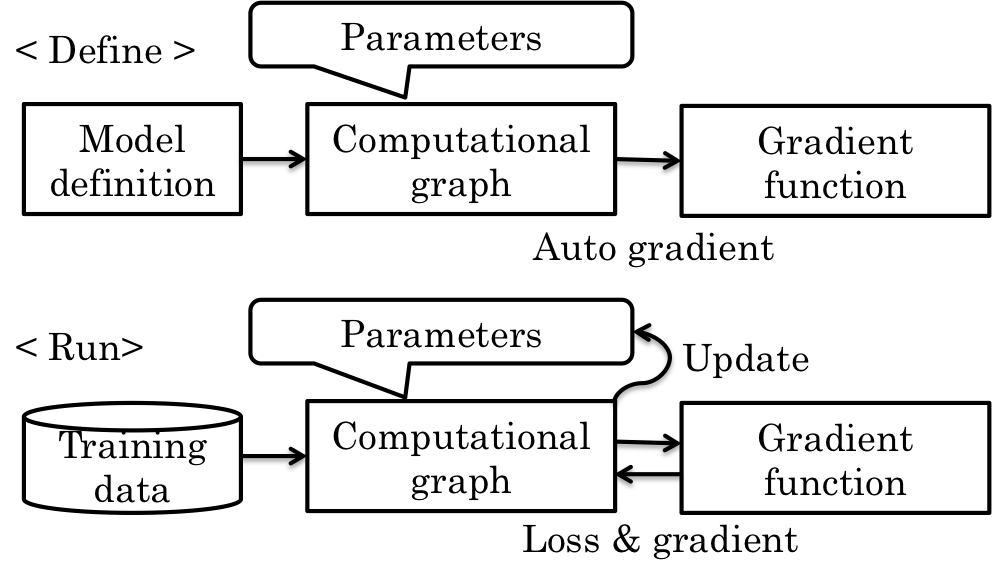 < Define >
Parameters
Model
definition
Computational
graph
Gradient
function
Auto gradient
< Run>
Parameters
Update
Training
data
Computational
graph
Gradient
function
Loss & gradient